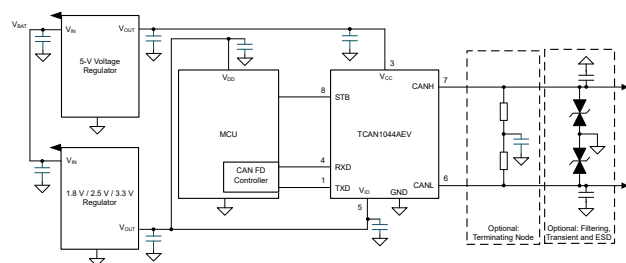 VBAT
VIN
VOUT
5-V Voltage
Regulator
VIN
1.8 V / 2.5 V / 3.3 V
Regulator
VOUT
VDD
MCU
CAN FD
Controller
8
STB
4
RXD
1
TXD
3
VCC
TCAN1044AEV
VIO
5
GND
CANH
7
CANL
6
Optional:
Terminating Node
Optional: Filtering,
Transient and ESD